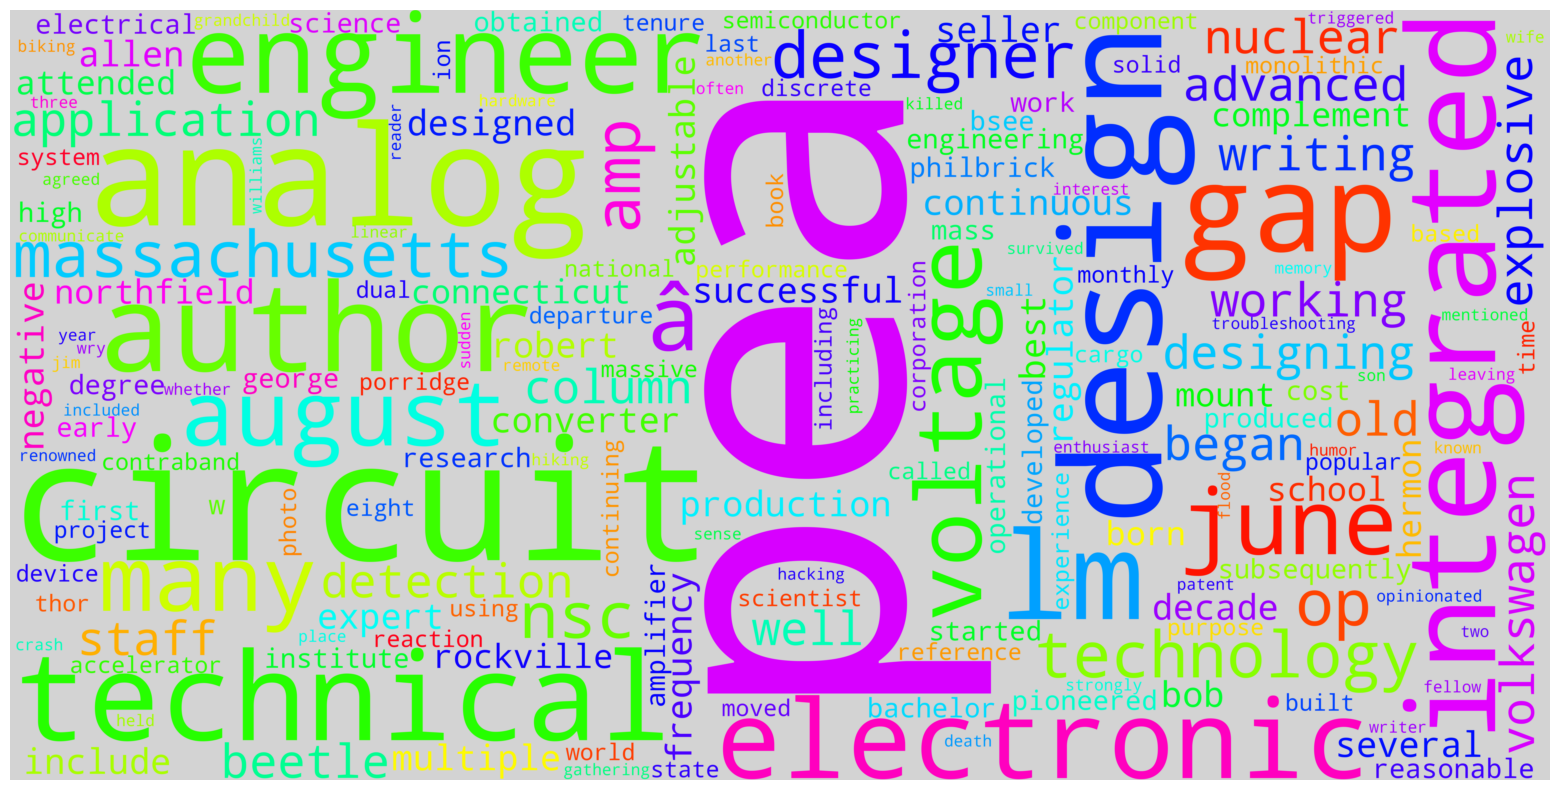 electrical
grandchild
science
obtained
tenure
semiconductor
seller
component
triggered
wife
biking
allen
engineer
ion
last
another
designer
nuclear
monolithic
attended
often
discrete
solid
advanced
explosive
three
hardware
application
reader
designed
amp
adjustable
killed
work
bsee
complement
engineering
system
analog
williams
book
philbrick
writing
agreed
interest
high
continuous
design
gap
integrated
communicate
linear
mass
based
massachusetts
national
performance
survived
memory
northfield
dual
connecticut
â
successful
monthly
small
working
mentioned
negative
author
departure
including
corporation
voltage
best
regulator
troubleshooting
year
wry
sudden
robert
practicing
cargo
designing
time
jim
remote
massive
degree
whether
george
porridge
column
son
leaving
included
august
converter
pea
operational
developed
mount
cost
early
produced
old
renowned
contraband
research
hiking
continuing
called
enthusiast
began
humor
known
popular
circuit
first
w
photo
eight
production
experience
school
project
sense
june
flood
hermon
volkswagen
born
device
many
detection
hacking
lm
subsequently
thor
using
nsc
amplifier
frequency
scientist
patent
opinionated
staff
expert
well
decade
op
crash
place
reaction
started
purpose
two
accelerator
institute
rockville
reference
technology
technical
strongly
fellow
held
moved
bachelor
pioneered
bob
built
writer
include
beetle
multiple
world
gathering
state
electronic
death
several
reasonable